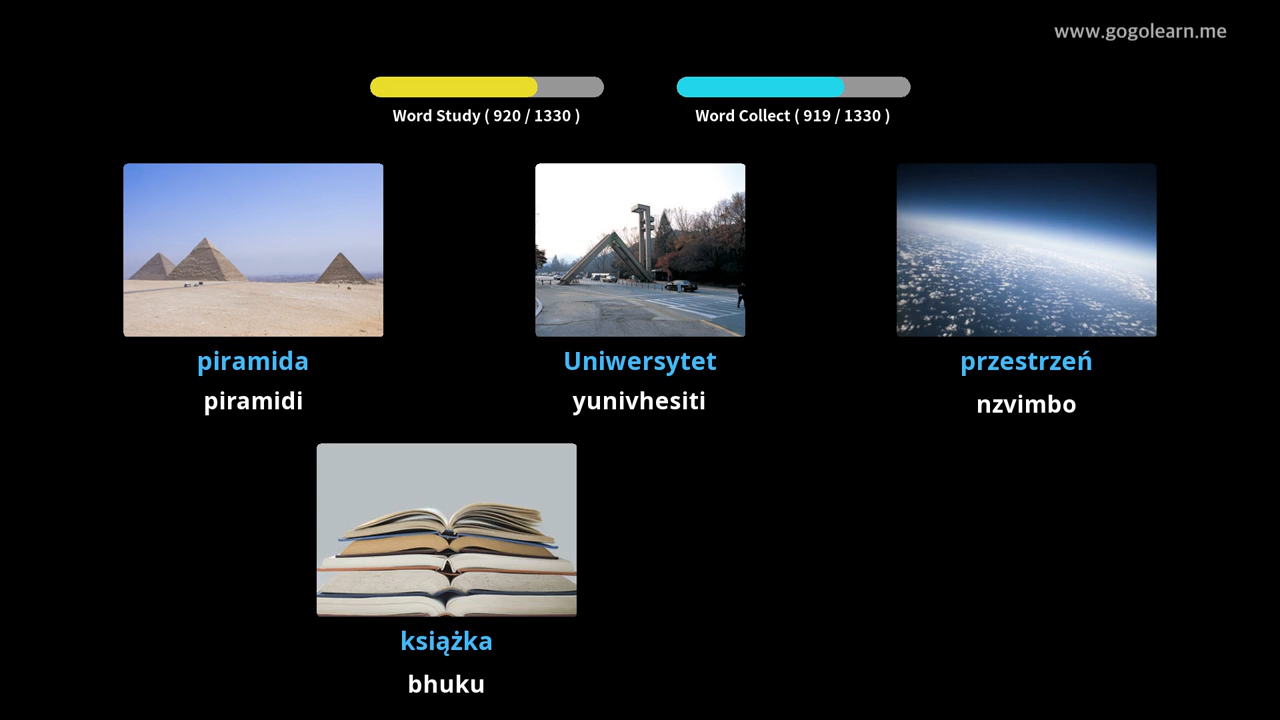 www.gogolearn.me
Word Study ( 920 / 1330 )
Word Collect ( 919 / 1330 )
piramida
piramidi
Uniwersytet
yunivhesiti
przestrzeń
nzvimbo
książka
bhuku